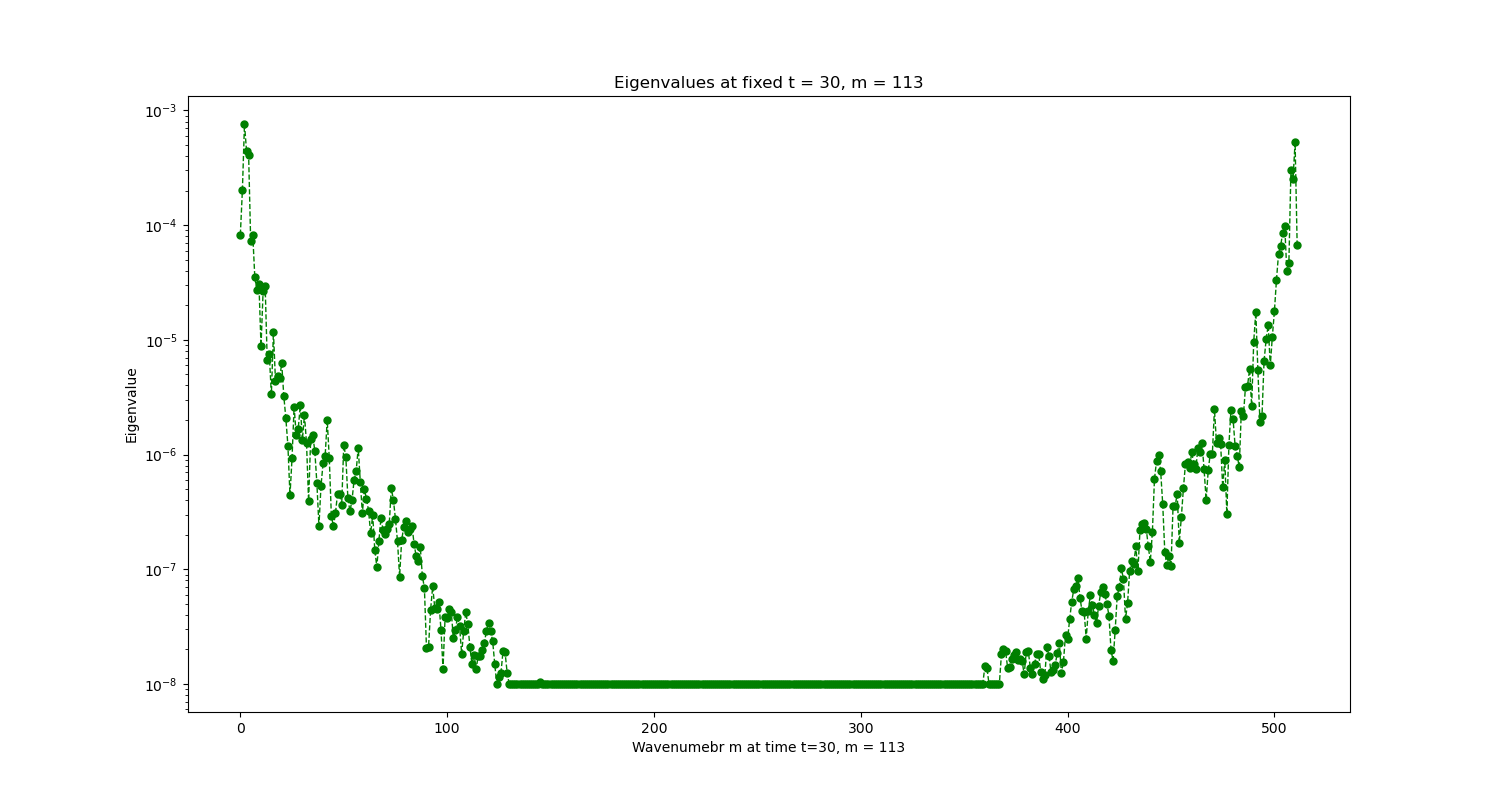 Eigenvalues at fixed t = 30, m = 113
10⁻³
10⁻⁴
10⁻⁵
10⁻⁶
10⁻⁷
10⁻⁸
Eigenvalue
0 100 200 300 400 500
Wavenumebr m at time t=30, m = 113